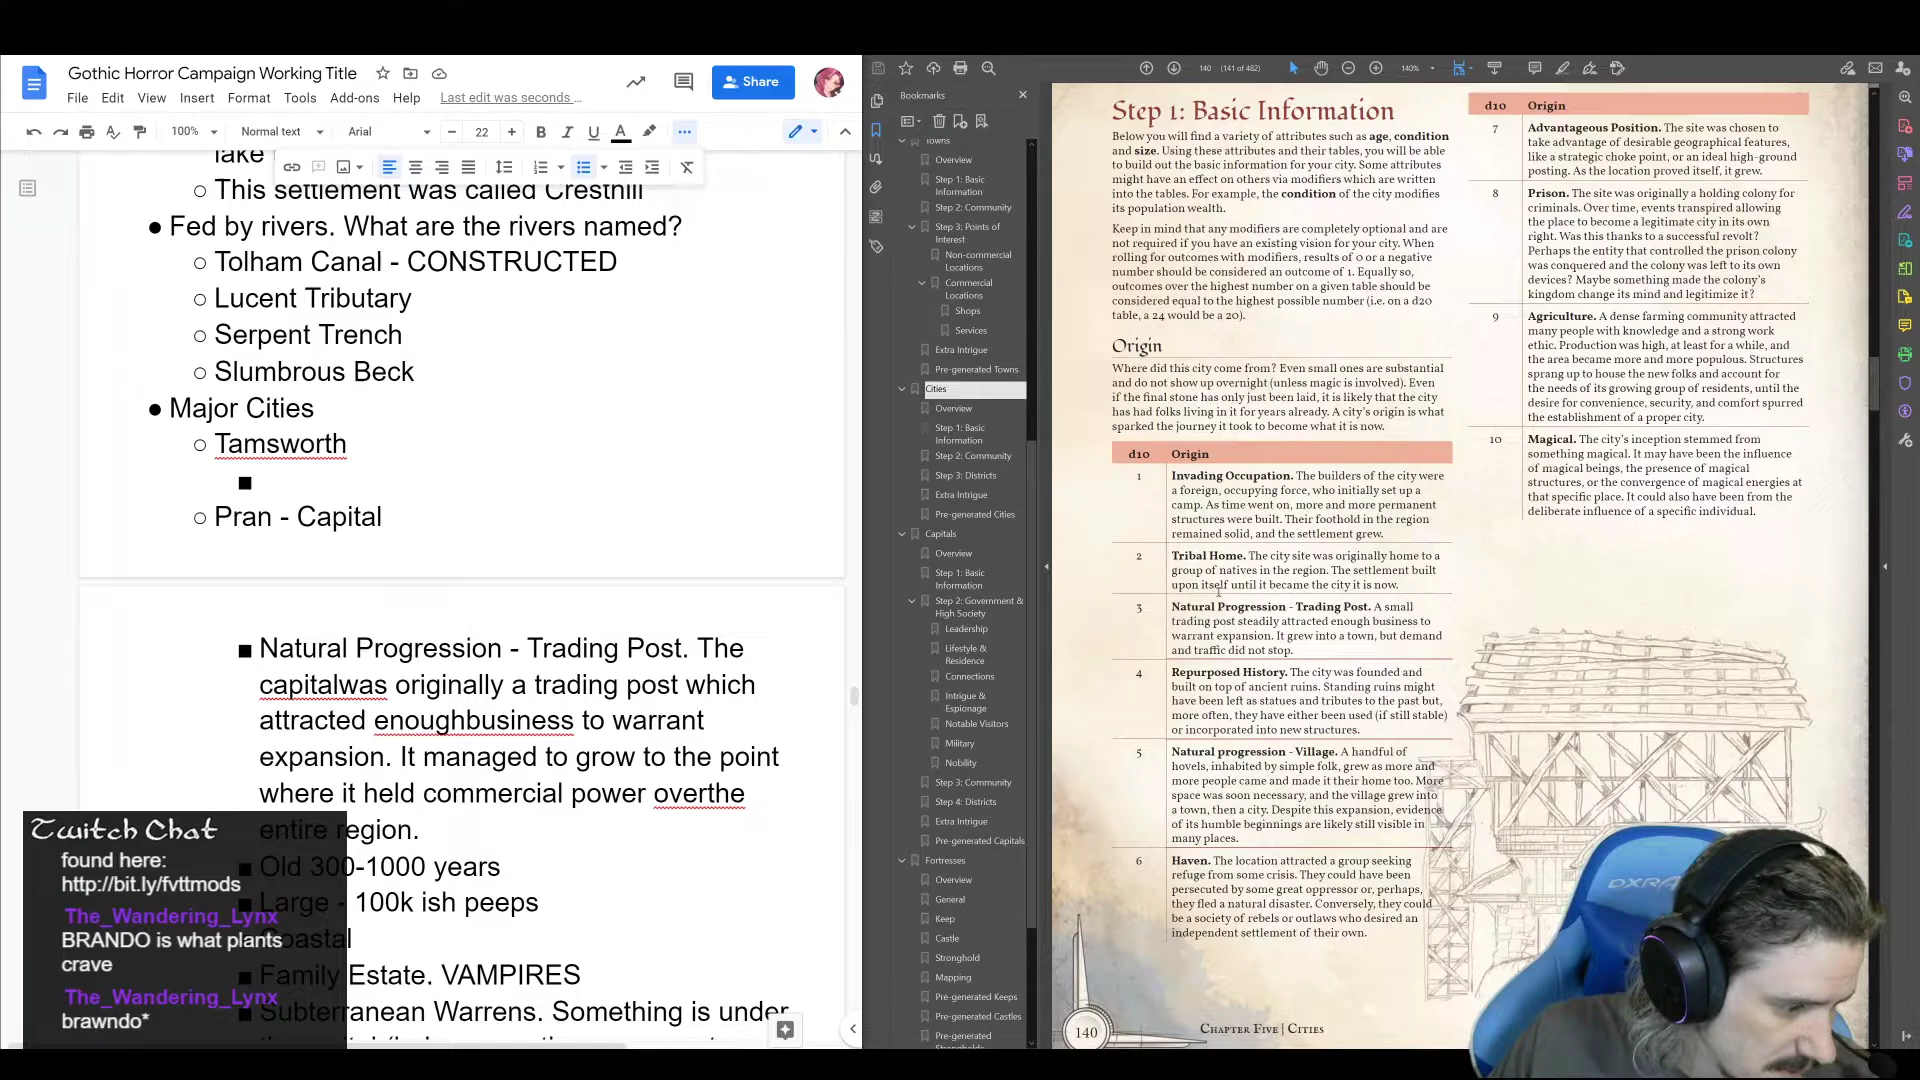 Gothic Horror Campaign Working Title
File Edit View Insert Format Tools Add-ons Help Last edit was seconds …
Share
100% Normal text Arial 22
lake
This settlement was called Cresthill
Fed by rivers. What are the rivers named?
Tolham Canal - CONSTRUCTED
Lucent Tributary
Serpent Trench
Slumbrous Beck
Major Cities
Tamsworth
Pran - Capital
Natural Progression - Trading Post. The
capitalwas originally a trading post which
attracted enoughbusiness to warrant
expansion. It managed to grow to the point
where it held commercial power overthe
entire region.
Old 300-1000 years
Large - 100k ish peeps
Coastal
Family Estate. VAMPIRES
Subterranean Warrens. Something is under
Twitch Chat
found here:
http://bit.ly/fvttmods
The_Wandering_Lynx
BRANDO is what plants
crave
The_Wandering_Lynx
brawndo*
140 (141 of 482) 140%
Bookmarks
Towns
Overview
Step 1: Basic
Information
Step 2: Community
Step 3: Points of
Interest
Non-commercial
Locations
Commercial
Locations
Shops
Services
Extra Intrigue
Pre-generated Towns
Cities
Overview
Step 1: Basic
Information
Step 2: Community
Step 3: Districts
Extra Intrigue
Pre-generated Cities
Capitals
Overview
Step 1: Basic
Information
Step 2: Government &
High Society
Leadership
Lifestyle &
Residence
Connections
Intrigue &
Espionage
Notable Visitors
Military
Nobility
Step 3: Community
Step 4: Districts
Extra Intrigue
Pre-generated Capitals
Fortresses
Overview
General
Keep
Castle
Stronghold
Mapping
Pre-generated Keeps
Pre-generated Castles
Pre-generated
Step 1: Basic Information
Below you will find a variety of attributes such as age, condition
and size. Using these attributes and their tables, you will be able
to build out the basic information for your city. Some attributes
might have an effect on others via modifiers which are written
into the tables. For example, the condition of the city modifies
its population wealth.
Keep in mind that any modifiers are completely optional and are
not required if you have an existing vision for your city. When
rolling for outcomes with modifiers, results of 0 or a negative
number should be considered an outcome of 1. Equally so,
outcomes over the highest number on a given table should be
considered equal to the highest possible number (i.e. on a d20
table, a 24 would be a 20).
Origin
Where did this city come from? Even small ones are substantial
and do not show up overnight (unless magic is involved). Even
if the final stone has only just been laid, it is likely that the city
has had folks living in it for years already. A city's origin is what
sparked the journey it took to become what it is now.
d10 Origin
1 Invading Occupation. The builders of the city were
a foreign, occupying force, who initially set up a
camp. As time went on, more and more permanent
structures were built. Their foothold in the region
remained solid, and the settlement grew.
2 Tribal Home. The city site was originally home to a
group of natives in the region. The settlement built
upon itself until it became the city it is now.
3 Natural Progression - Trading Post. A small
trading post steadily attracted enough business to
warrant expansion. It grew into a town, but demand
and traffic did not stop.
4 Repurposed History. The city was founded and
built on top of ancient ruins. Standing ruins might
have been left as statues and tributes to the past but,
more often, they have either been used (if still stable)
or incorporated into new structures.
5 Natural progression - Village. A handful of
hovels, inhabited by simple folk, grew as more and
more people came and made it their home too. More
space was soon necessary, and the village grew into
a town, then a city. Despite this expansion, evidence
of its humble beginnings are likely still visible in
many places.
6 Haven. The location attracted a group seeking
refuge from some crisis. They could have been
persecuted by some great oppressor or, perhaps,
they fled a natural disaster. Conversely, they could
be a society of rebels or outlaws who desired an
independent settlement of their own.
d10 Origin
7 Advantageous Position. The site was chosen to
take advantage of desirable geographical features,
like a strategic choke point, or an ideal high-ground
posting. As the location proved itself, it grew.
8 Prison. The site was originally a holding colony for
criminals. Over time, events transpired allowing
the place to become a legitimate city in its own
right. Was this thanks to a successful revolt?
Perhaps the entity that controlled the prison colony
was conquered and the colony was left to its own
devices? Maybe something made the colony's
kingdom change its mind and legitimize it?
9 Agriculture. A dense farming community attracted
many people with knowledge and a strong work
ethic. Production was high, at least for a while, and
the area became more and more populous. Structures
sprang up to house the new folks and account for
the needs of its growing group of residents, until the
desire for convenience, security, and comfort spurred
the establishment of a proper city.
10 Magical. The city's inception stemmed from
something magical. It may have been the influence
of magical beings, the presence of magical
structures, or the convergence of magical energies at
that specific place. It could also have been from the
deliberate influence of a specific individual.
140 Chapter Five | Cities